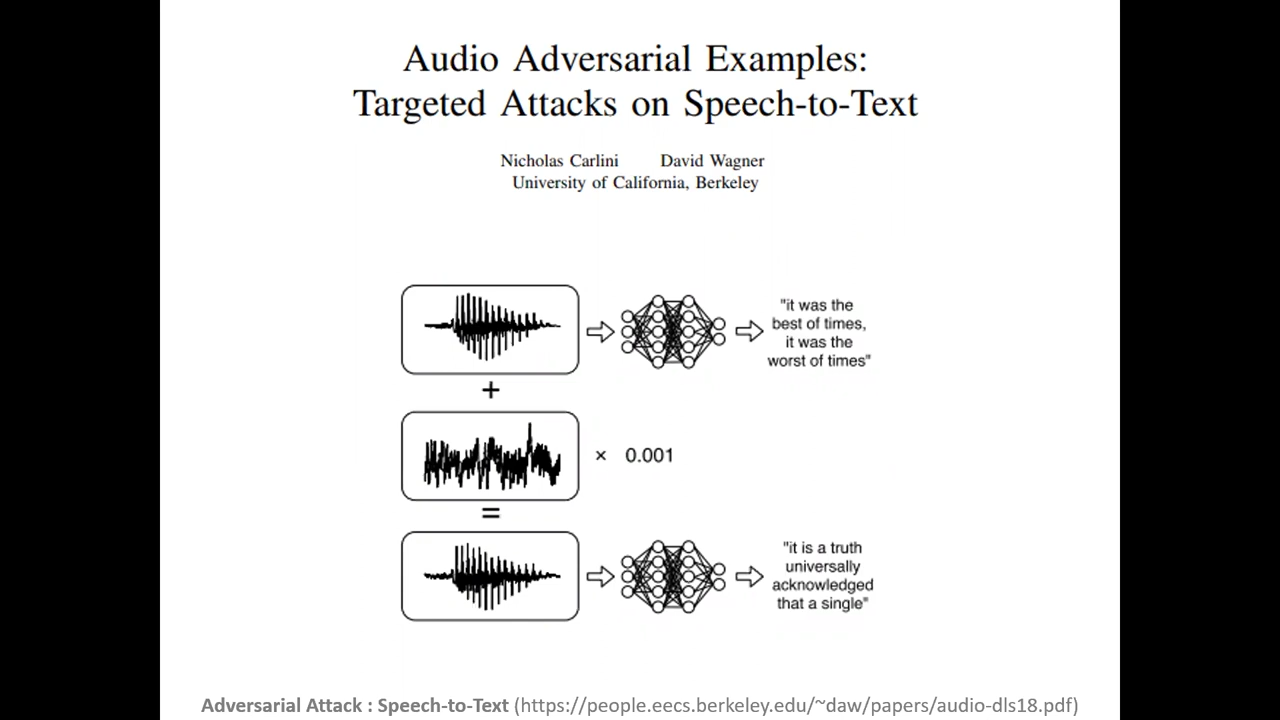 Audio Adversarial Examples:
Targeted Attacks on Speech-to-Text
Nicholas Carlini David Wagner
University of California, Berkeley
"it was the
best of times,
it was the
worst of times"
+
× 0.001
=
"it is a truth
universally
acknowledged
that a single"
Adversarial Attack : Speech-to-Text (https://people.eecs.berkeley.edu/~daw/papers/audio-dls18.pdf)